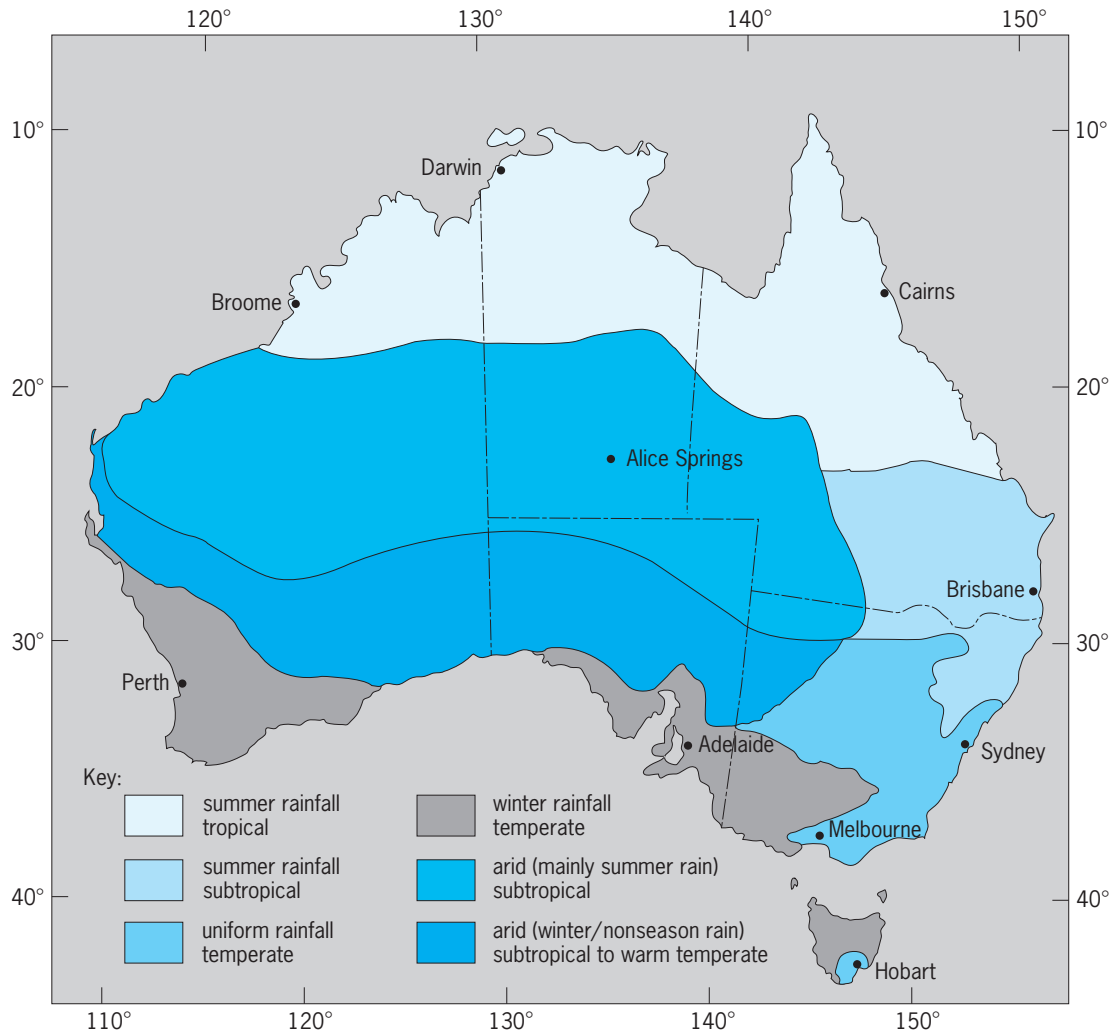 120° 130° 140° 150°
10° 10°
Darwin
Cairns
Broome
20° 20°
Alice Springs
Brisbane
30° 30°
Perth
Adelaide
Sydney
Key:
summer rainfall
tropical
winter rainfall
temperate
Melbourne
summer rainfall
subtropical
arid (mainly summer rain)
subtropical
40° 40°
uniform rainfall
temperate
arid (winter/nonseason rain)
subtropical to warm temperate
Hobart
110° 120° 130° 140° 150°